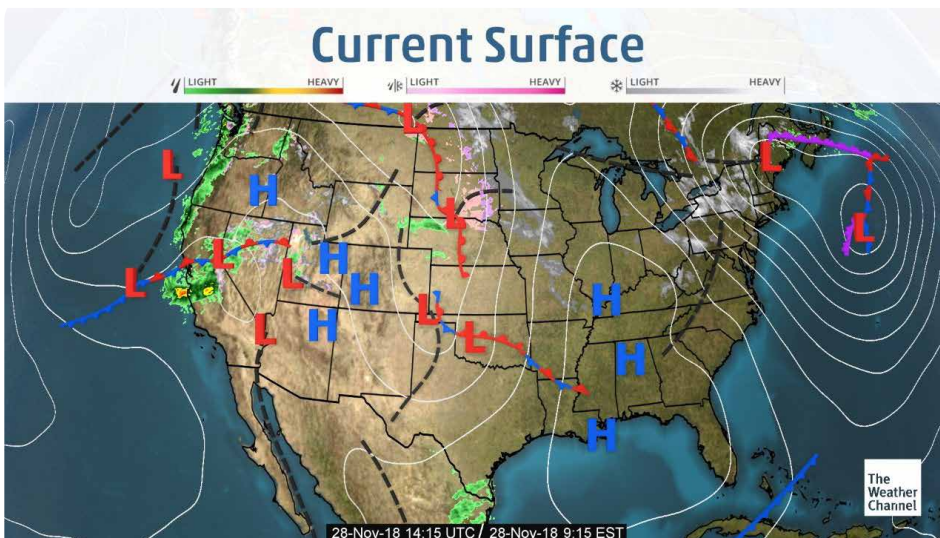 Current Surface
LIGHT HEAVY LIGHT HEAVY LIGHT HEAVY
L
L
L
H
L
L
L
L
H
L
H
H
L
H
L
L
H
H
H
The
Weather
Channel
28-Nov-18 14:15 UTC / 28-Nov-18 9:15 EST